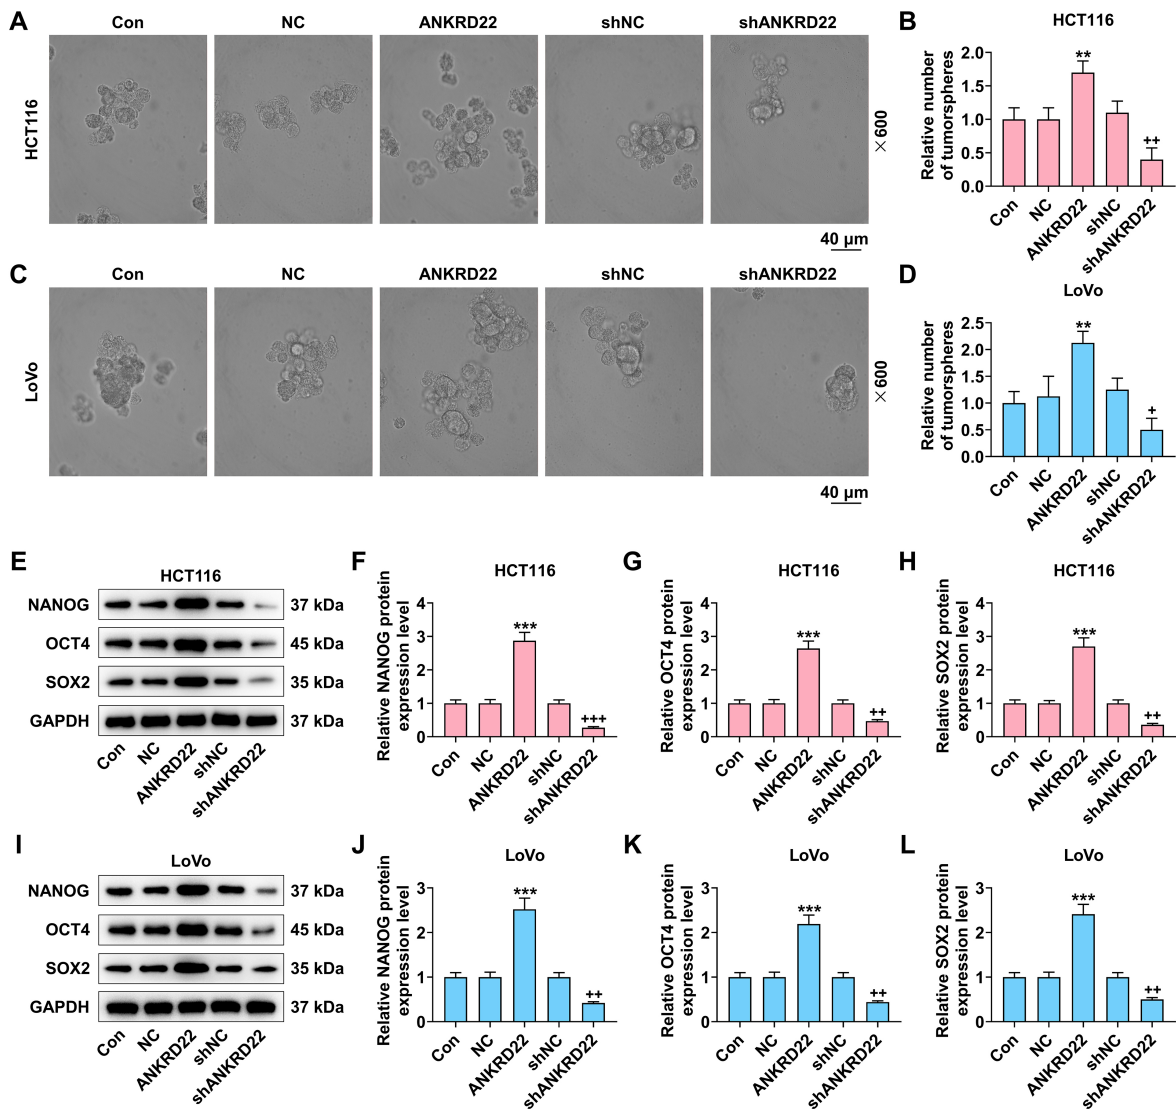 A
Con
NC
ANKRD22
shNC
shANKRD22
HCT116
×600
40 μm
B
HCT116
Relative number
of tumorspheres
2.0
1.5
1.0
0.5
0.0
**
++
Con
NC
ANKRD22
shNC
shANKRD22
C
Con
NC
ANKRD22
shNC
shANKRD22
LoVo
×600
40 μm
D
LoVo
Relative number
of tumorspheres
2.5
2.0
1.5
1.0
0.5
0.0
**
+
Con
NC
ANKRD22
shNC
shANKRD22
E
HCT116
NANOG
37 kDa
OCT4
45 kDa
SOX2
35 kDa
GAPDH
37 kDa
Con
NC
ANKRD22
shNC
shANKRD22
F
HCT116
Relative NANOG protein
expression level
4
3
2
1
0
***
+++
Con
NC
ANKRD22
shNC
shANKRD22
G
HCT116
Relative OCT4 protein
expression level
4
3
2
1
0
***
++
Con
NC
ANKRD22
shNC
shANKRD22
H
HCT116
Relative SOX2 protein
expression level
4
3
2
1
0
***
++
Con
NC
ANKRD22
shNC
shANKRD22
I
LoVo
NANOG
37 kDa
OCT4
45 kDa
SOX2
35 kDa
GAPDH
37 kDa
Con
NC
ANKRD22
shNC
shANKRD22
J
LoVo
Relative NANOG protein
expression level
3
2
1
0
***
++
Con
NC
ANKRD22
shNC
shANKRD22
K
LoVo
Relative OCT4 protein
expression level
3
2
1
0
***
++
Con
NC
ANKRD22
shNC
shANKRD22
L
LoVo
Relative SOX2 protein
expression level
3
2
1
0
***
++
Con
NC
ANKRD22
shNC
shANKRD22